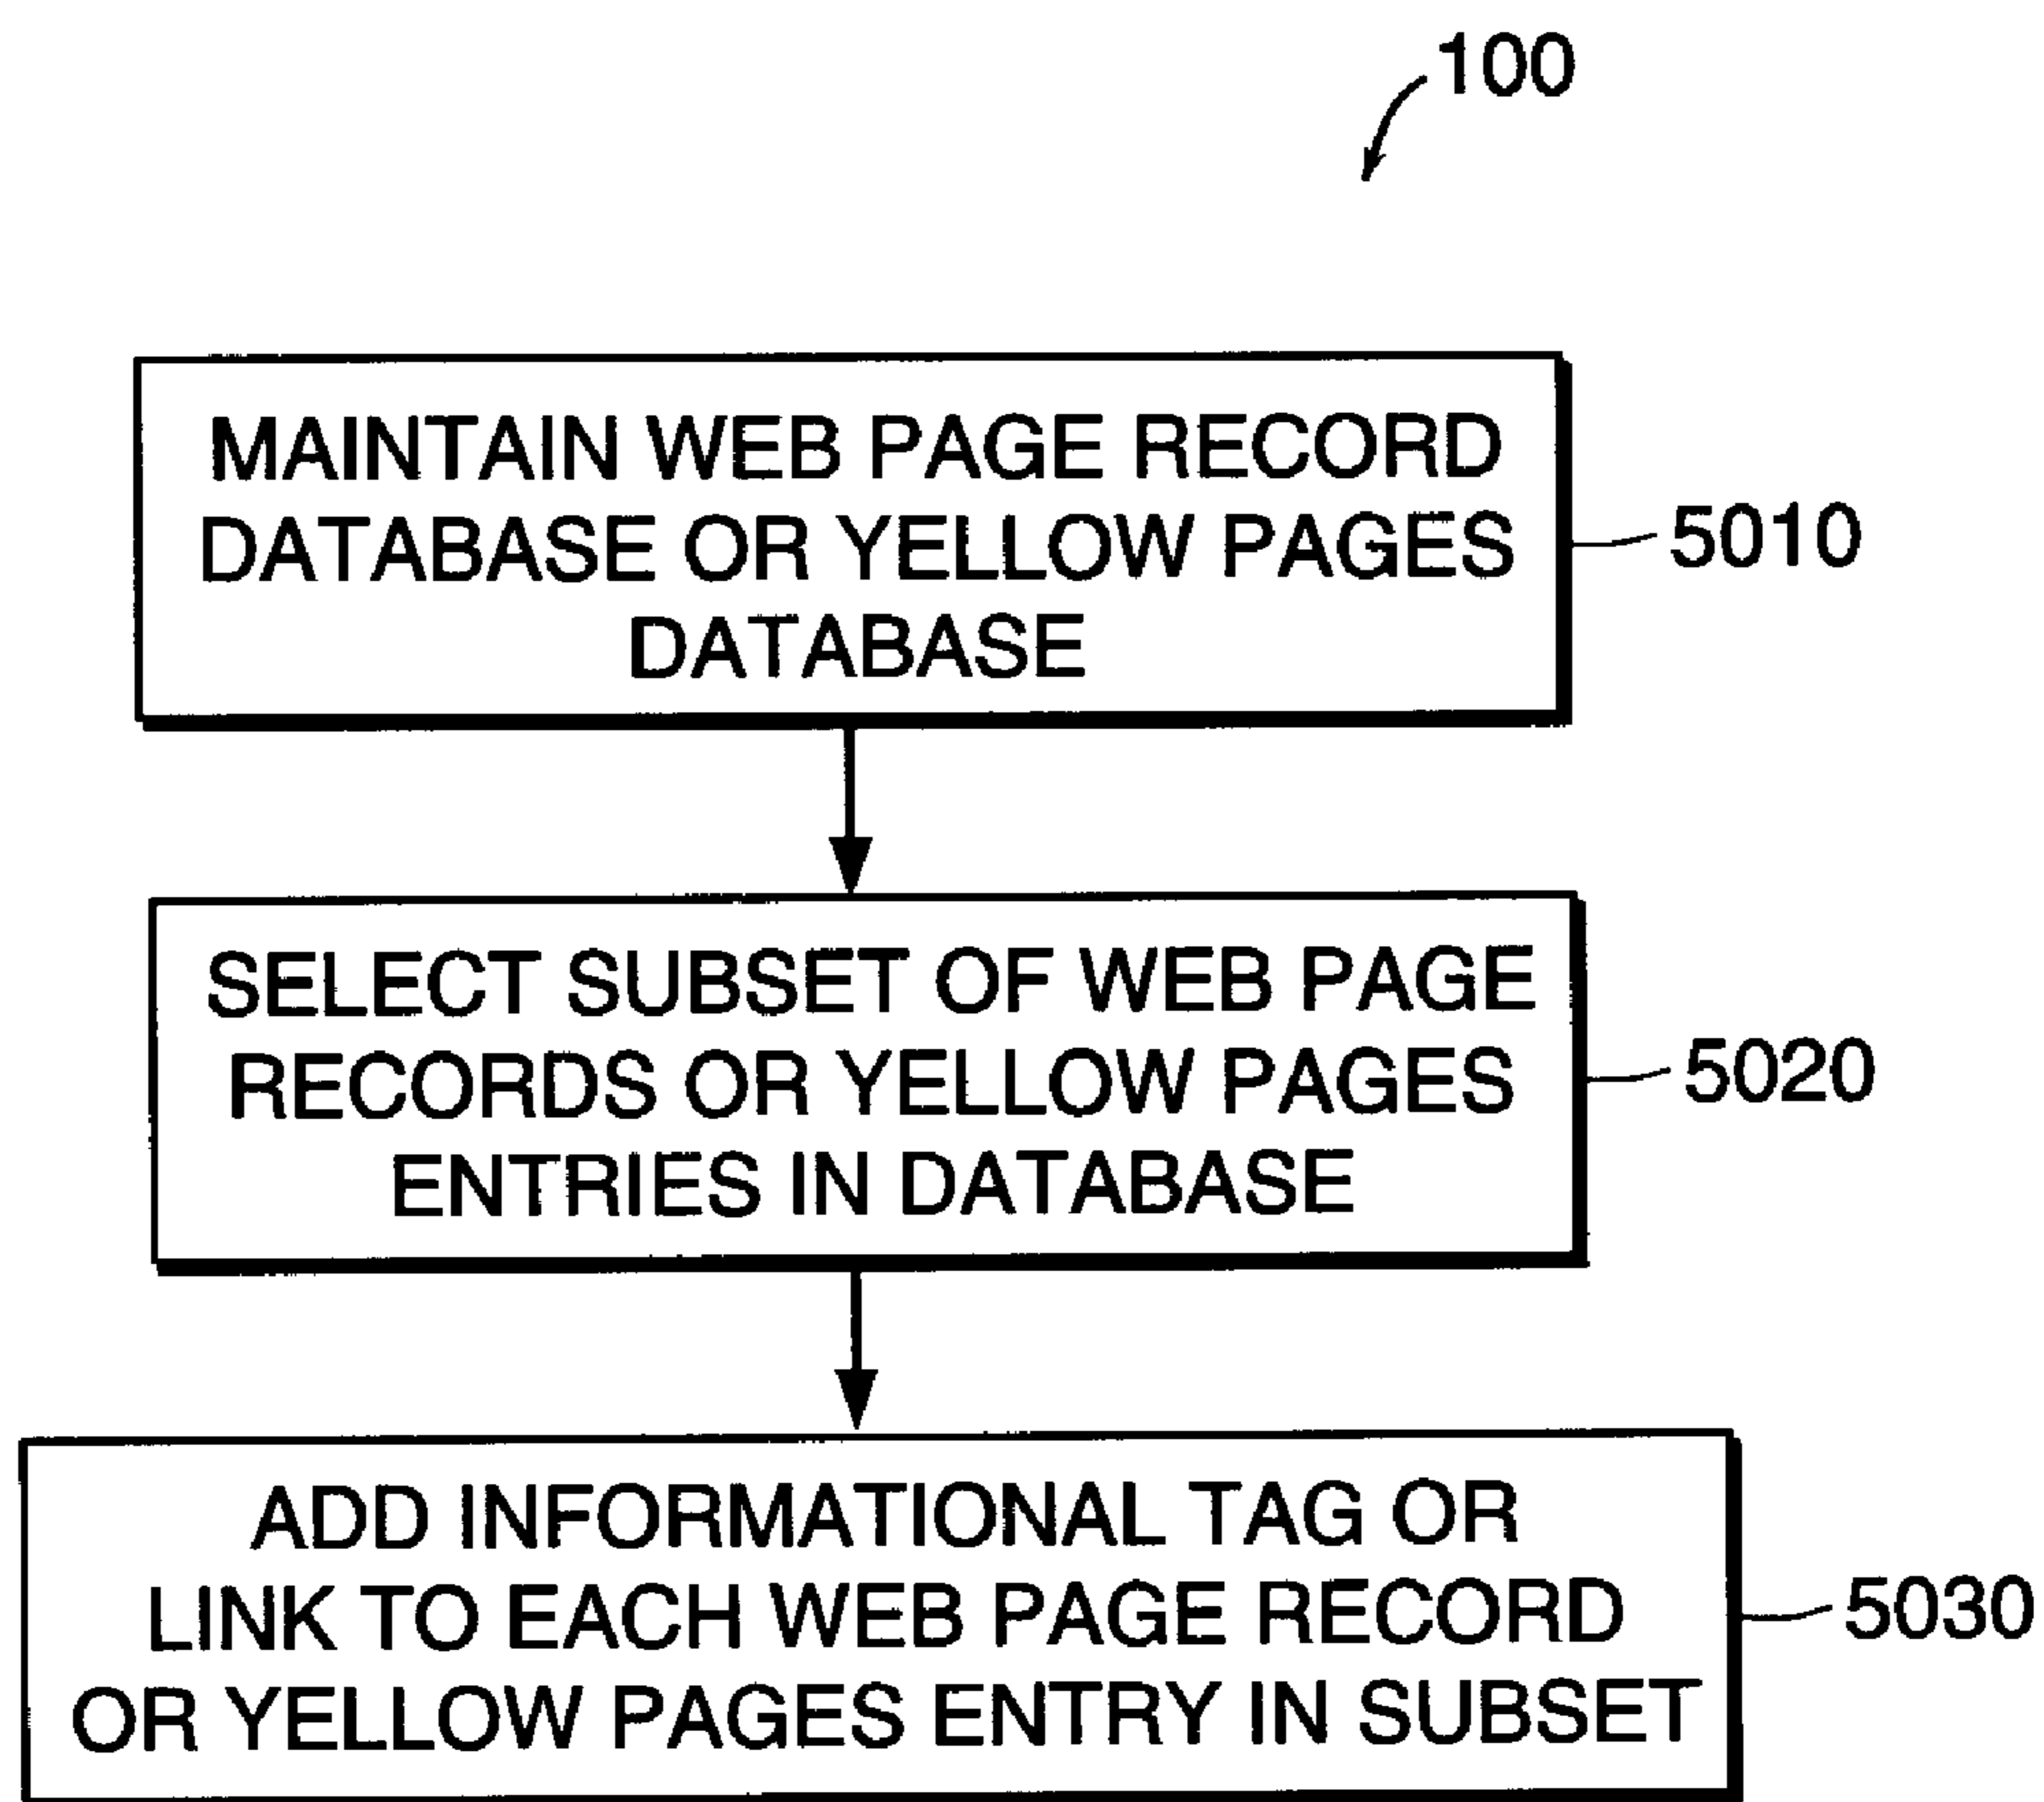 100
MAINTAIN WEB PAGE RECORD
DATABASE OR YELLOW PAGES
DATABASE
5010
SELECT SUBSET OF WEB PAGE
RECORDS OR YELLOW PAGES
ENTRIES IN DATABASE
5020
ADD INFORMATIONAL TAG OR
LINK TO EACH WEB PAGE RECORD
OR YELLOW PAGES ENTRY IN SUBSET
5030